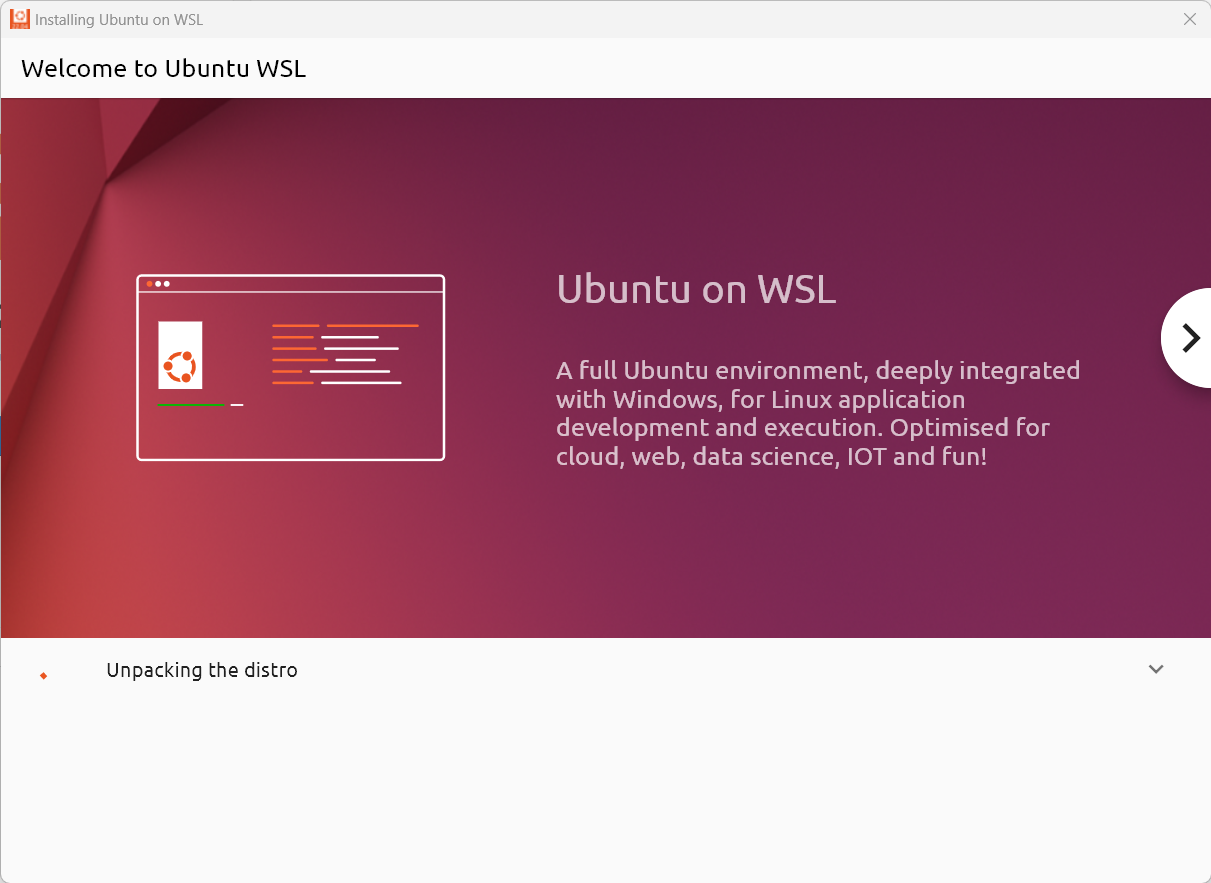 Installing Ubuntu on WSL
Welcome to Ubuntu WSL
Ubuntu on WSL
A full Ubuntu environment, deeply integrated
with Windows, for Linux application
development and execution. Optimised for
cloud, web, data science, IOT and fun!
Unpacking the distro